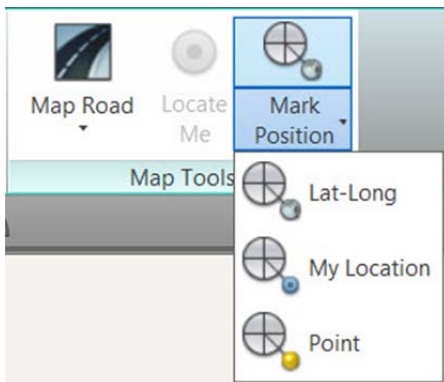 Map Road
Locate
Me
Mark
Position
Map Tools
Lat-Long
My Location
Point